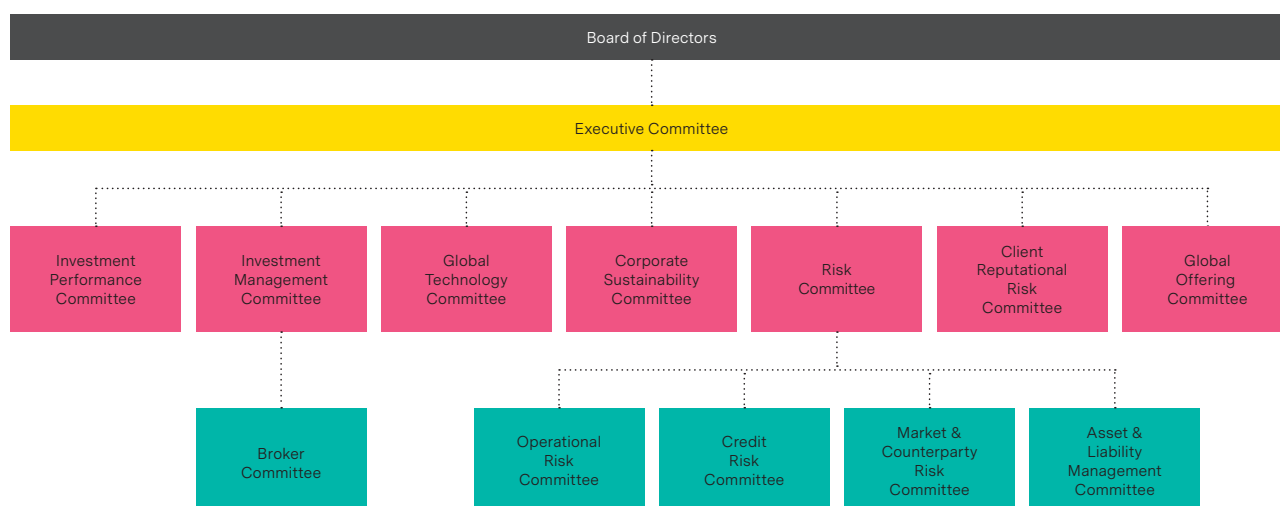 Board of Directors
Executive Committee
Investment
Performance
Committee
Investment
Management
Committee
Global
Technology
Committee
Corporate
Sustainability
Committee
Risk
Committee
Client
Reputational
Risk
Committee
Global
Offering
Committee
Broker
Committee
Operational
Risk
Committee
Credit
Risk
Committee
Market &
Counterparty
Risk
Committee
Asset &
Liability
Management
Committee